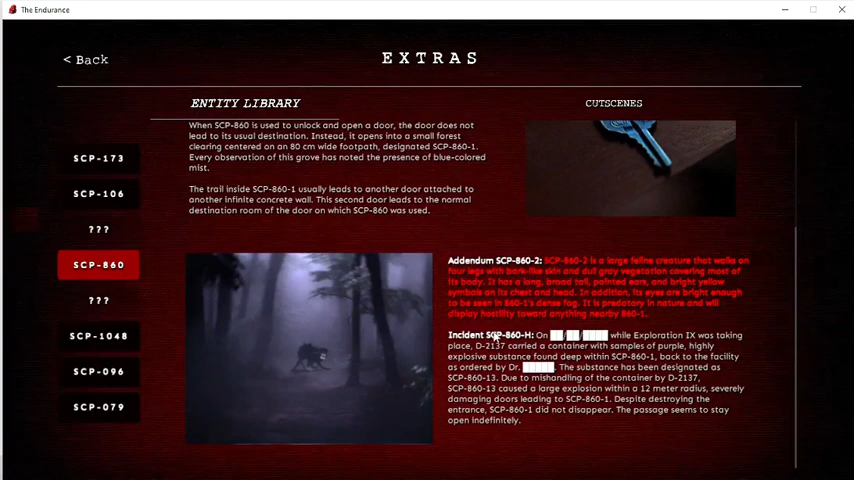 The Endurance
< Back
EXTRAS
ENTITY LIBRARY
CUTSCENES
When SCP-860 is used to unlock and open a door, the door does not
lead to its usual destination. Instead, it opens into a small forest
clearing centered on an 80 cm wide footpath, designated SCP-860-1.
Every observation of this grove has noted the presence of blue-colored
mist.
The trail inside SCP-860-1 usually leads to another door attached to
another infinite concrete wall. This second door leads to the normal
destination room of the door on which SCP-860 was used.
SCP-173
SCP-106
???
SCP-860
???
SCP-1048
SCP-096
SCP-079
Addendum SCP-860-2: SCP-860-2 is a large feline creature that walks on
four legs with bark-like skin and dull gray vegetation covering most of
its body. It has a long, broad tail, pointed ears, and bright yellow
symbols on its chest and head. In addition, its eyes are bright enough
to be seen in 860-1's dense fog. It is predatory in nature and will
display hostility toward anything nearby 860-1.
Incident SCP-860-H: On ██/██/████ while Exploration IX was taking
place, D-2137 carried a container with samples of purple, highly
explosive substance found deep within SCP-860-1, back to the facility
as ordered by Dr. █████. The substance has been designated as
SCP-860-13. Due to mishandling of the container by D-2137,
SCP-860-13 caused a large explosion within a 12 meter radius, severely
damaging doors leading to SCP-860-1. Despite destroying the
entrance, SCP-860-1 did not disappear. The passage seems to stay
open indefinitely.